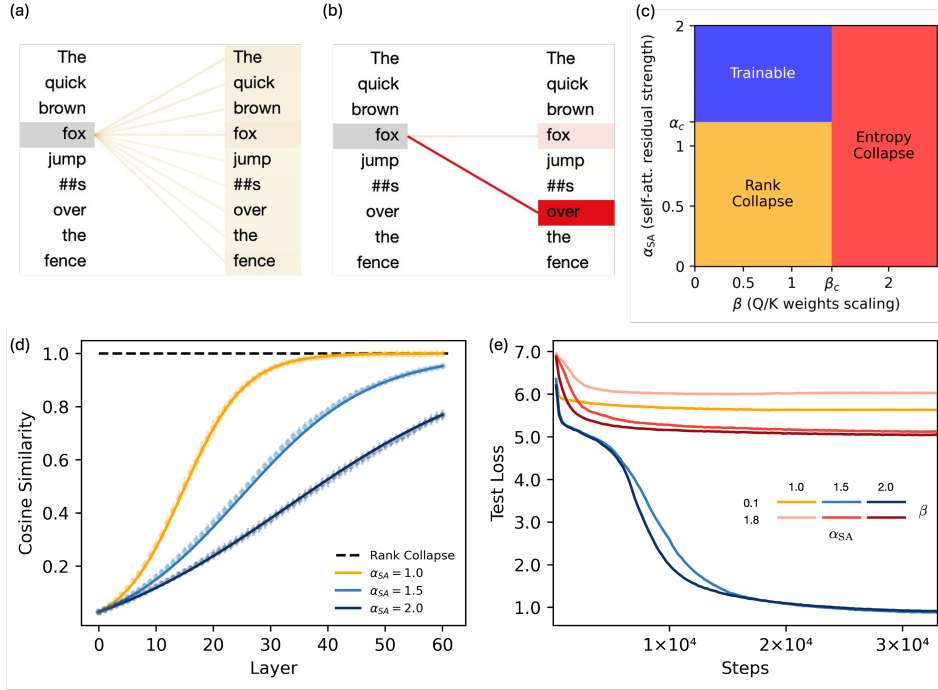 (a)
The The
quick quick
brown brown
fox fox
jump jump
##s ##s
over over
the the
fence fence
(b)
The The
quick quick
brown brown
fox fox
jump jump
##s ##s
over over
the the
fence fence
(c)
α_SA (self-att. residual strength)
2
α_c
1
0.5
0
Trainable
Rank
Collapse
Entropy
Collapse
0 0.5 1 β_c 2
β (Q/K weights scaling)
(d)
Cosine Similarity
1.0
0.8
0.6
0.4
0.2
Rank Collapse
α_SA = 1.0
α_SA = 1.5
α_SA = 2.0
0 10 20 30 40 50 60
Layer
(e)
Test Loss
7.0
6.0
5.0
4.0
3.0
2.0
1.0
1.0 1.5 2.0
0.1
1.8
β
α_SA
1×10⁴ 2×10⁴ 3×10⁴
Steps